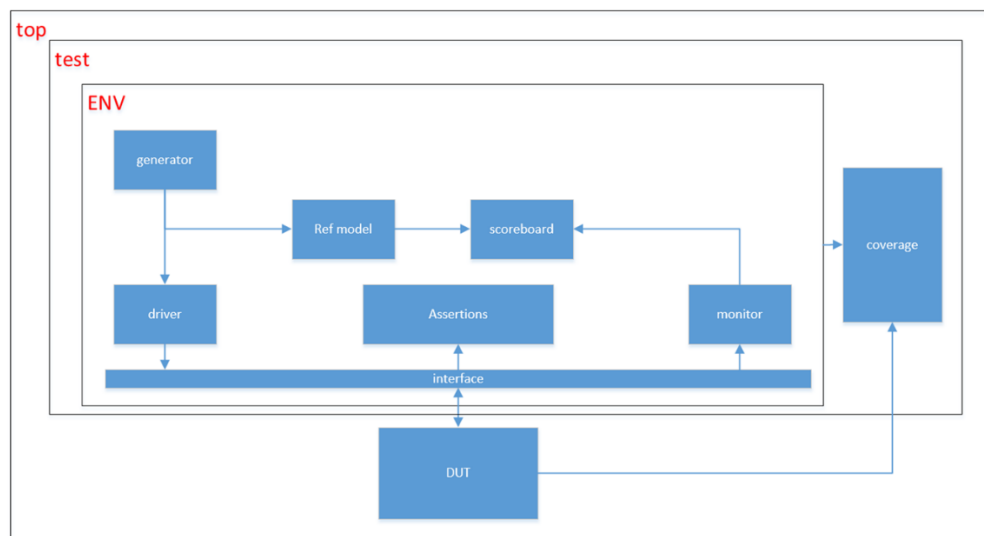 top
test
ENV
generator
Ref model
scoreboard
coverage
driver
Assertions
monitor
interface
DUT